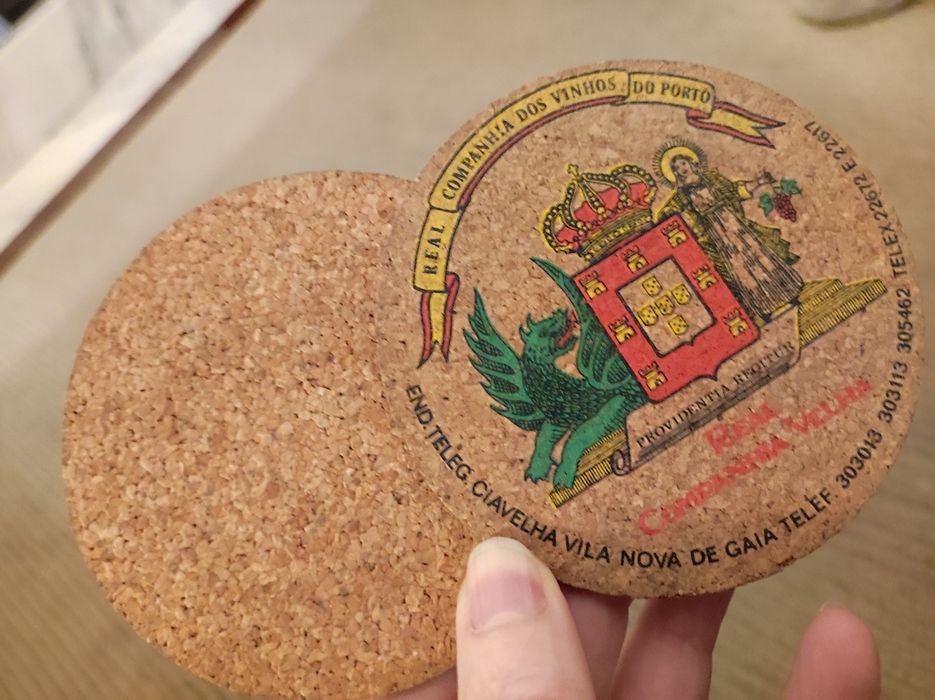 REAL COMPANHIA DOS VINHOS DO PORTO
PROVIDENTIA REGITUR
REAL
COMPANHIA VELHA
END. TELEG. CIAVELHA VILA NOVA DE GAIA TELEF 303013 303113 305462 TELEX 22672 E 22617